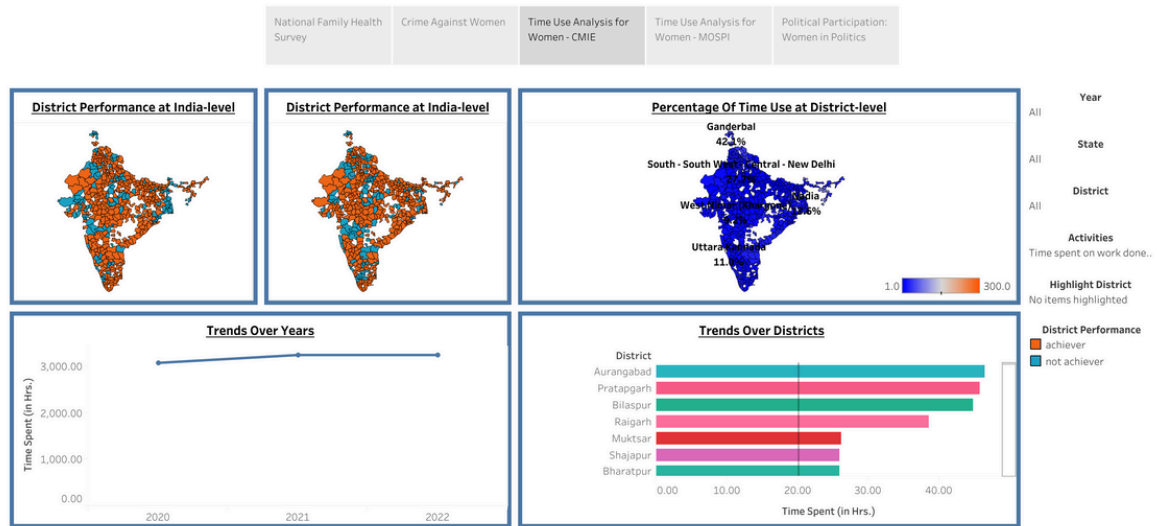 National Family Health
Survey
Crime Against Women
Time Use Analysis for
Women - CMIE
Time Use Analysis for
Women - MOSPI
Political Participation:
Women in Politics
District Performance at India-level
District Performance at India-level
Percentage Of Time Use at District-level
Ganderbal
42.1%
South - South West Central - New Delhi
West
Uttara
11.
1.0
300.0
Year
All
State
All
District
All
Activities
Time spent on work done..
Highlight District
No items highlighted
District Performance
achiever
not achiever
Trends Over Years
Time Spent (in Hrs.)
3,000.00
2,000.00
1,000.00
0.00
2020
2021
2022
Trends Over Districts
District
Aurangabad
Pratapgarh
Bilaspur
Raigarh
Muktsar
Shajapur
Bharatpur
0.00
10.00
20.00
30.00
40.00
Time Spent (in Hrs.)